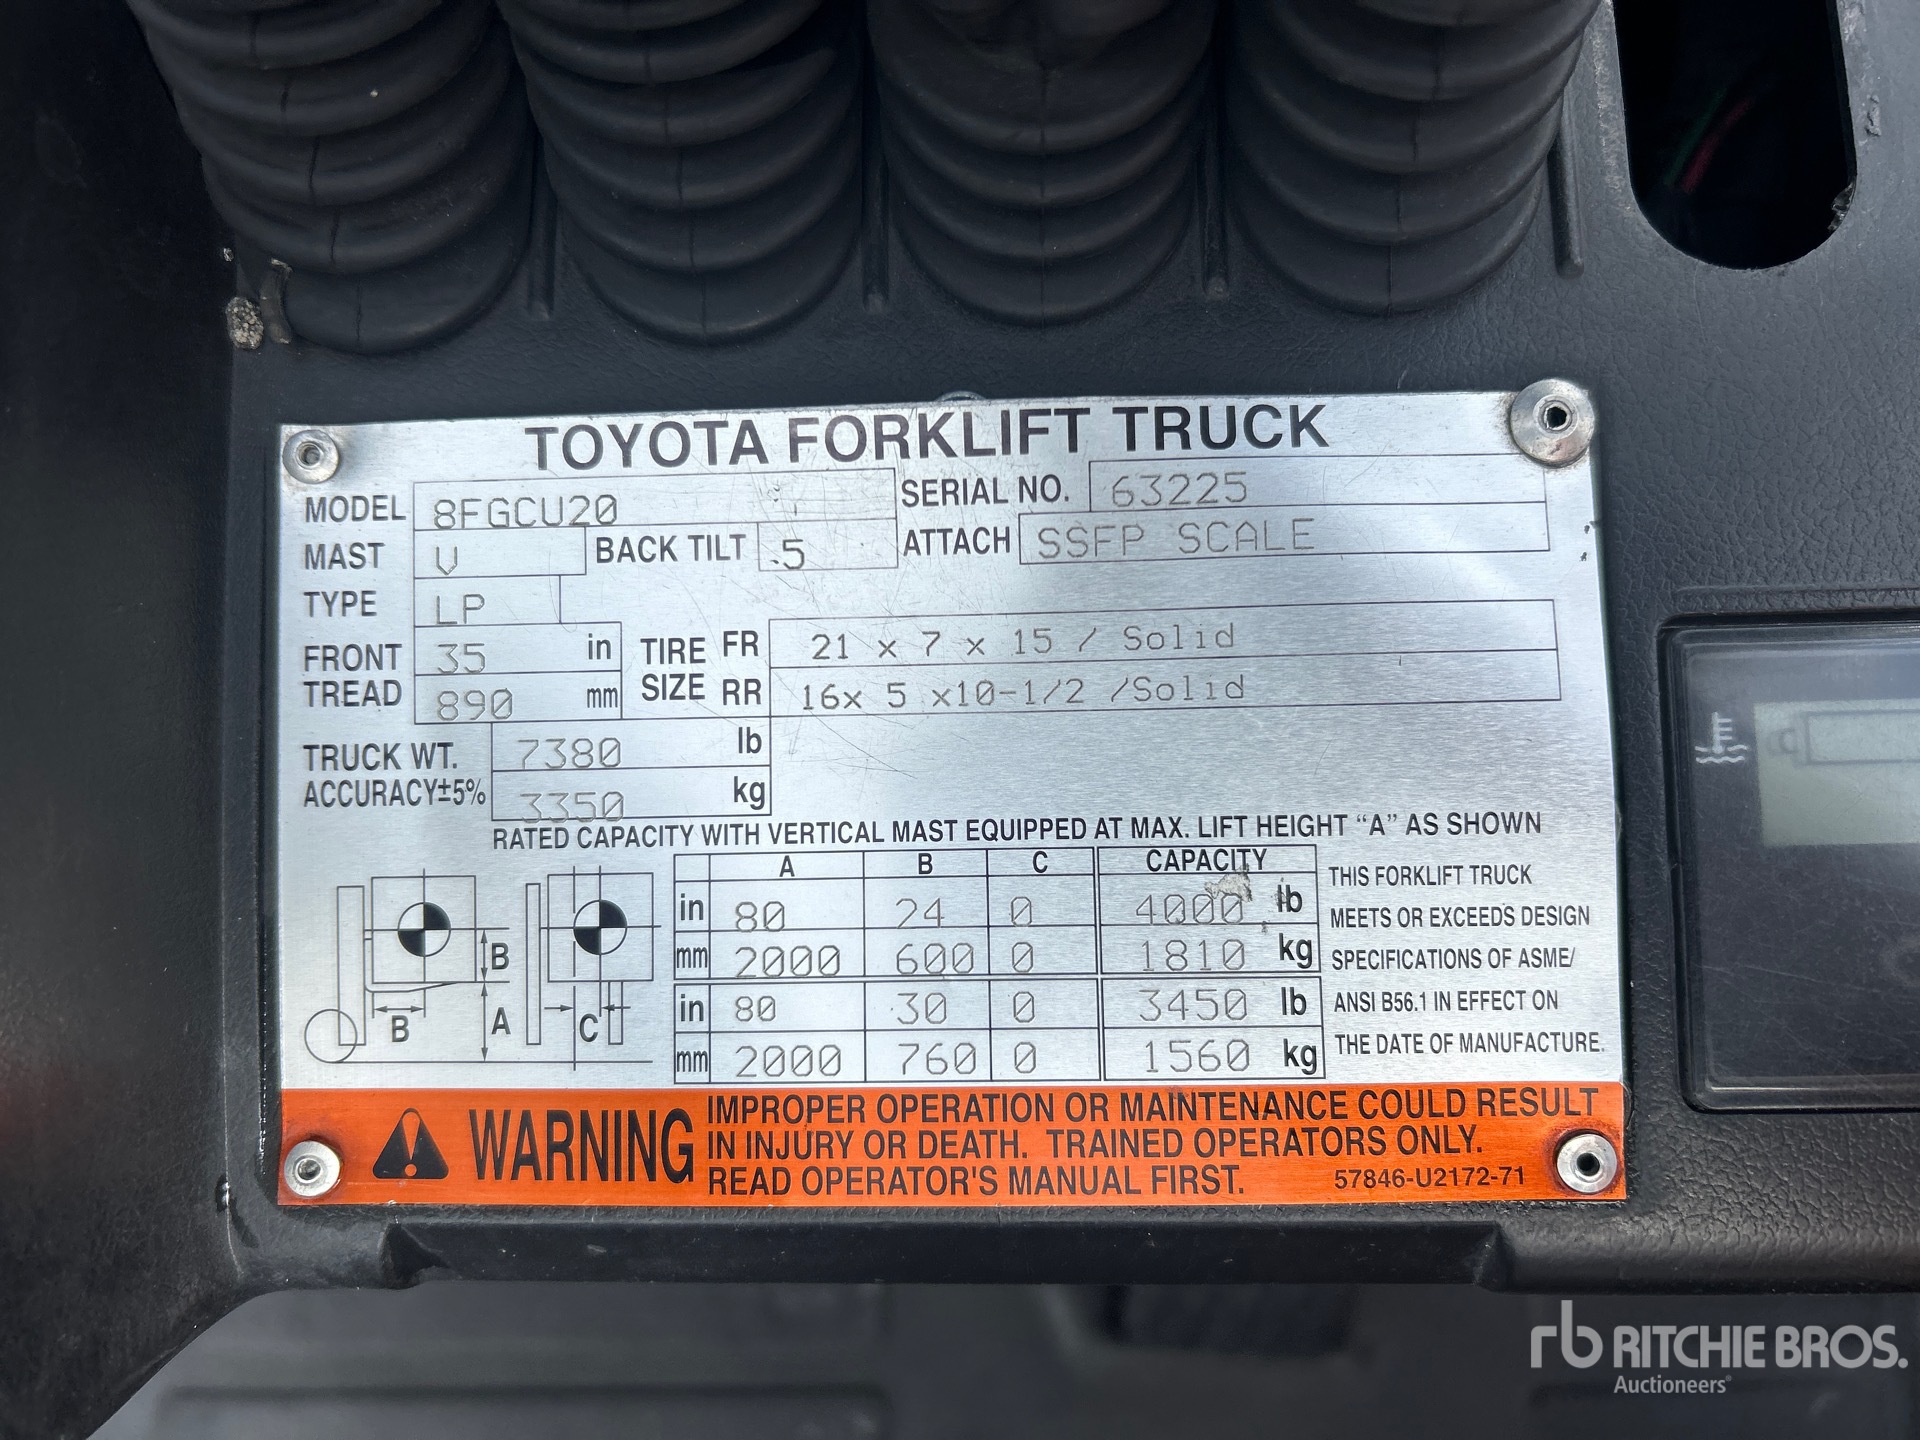 TOYOTA FORKLIFT TRUCK
MODEL 8FGCU20 SERIAL NO. 63225
MAST V BACK TILT .5 ATTACH SSFP SCALE
TYPE LP
FRONT TREAD 35 in 890 mm
TIRE SIZE FR 21 x 7 x 15 / Solid
RR 16x 5 x10-1/2 /Solid
TRUCK WT. 7380 lb
ACCURACY±5% 3350 kg
RATED CAPACITY WITH VERTICAL MAST EQUIPPED AT MAX. LIFT HEIGHT "A" AS SHOWN
A B C CAPACITY
in 80 24 0 4000 lb
mm 2000 600 0 1810 kg
in 80 30 0 3450 lb
mm 2000 760 0 1560 kg
B
B A C
THIS FORKLIFT TRUCK
MEETS OR EXCEEDS DESIGN
SPECIFICATIONS OF ASME/
ANSI B56.1 IN EFFECT ON
THE DATE OF MANUFACTURE.
WARNING
IMPROPER OPERATION OR MAINTENANCE COULD RESULT
IN INJURY OR DEATH. TRAINED OPERATORS ONLY.
READ OPERATOR'S MANUAL FIRST. 57846-U2172-71
C
rb RITCHIE BROS.
Auctioneers